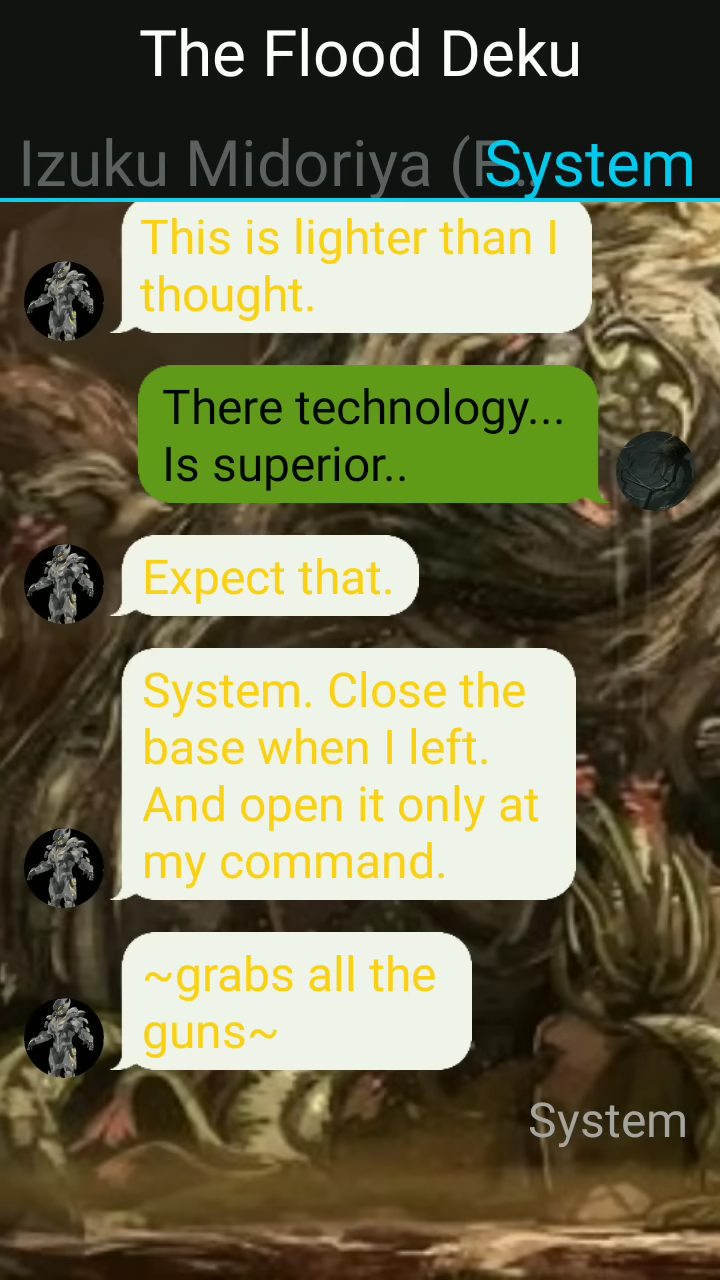 The Flood Deku
Izuku Midoriya (F...
System
This is lighter than I
thought.
There technology...
Is superior..
Expect that.
System. Close the
base when I left.
And open it only at
my command.
~grabs all the
guns~
System